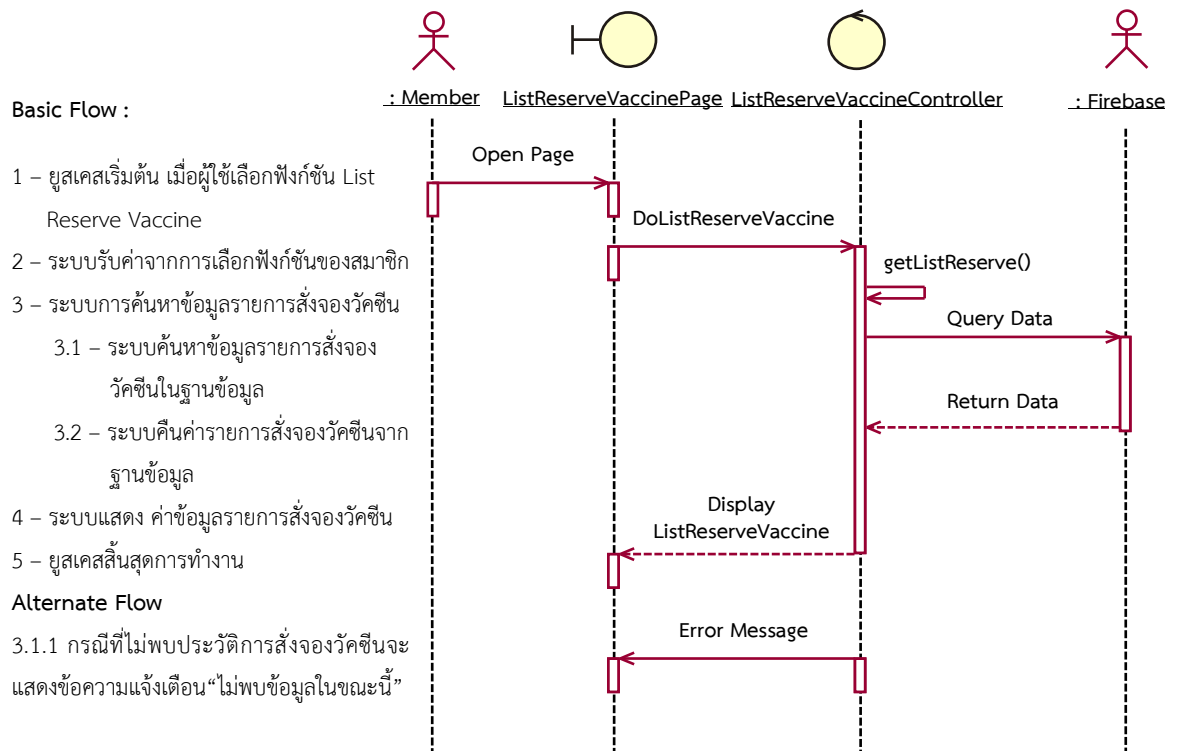 : Member ListReserveVaccinePage ListReserveVaccineController : Firebase
Basic Flow :
1 – ยูสเคสเริ่มต้น เมื่อผู้ใช้เลือกฟังก์ชัน List
Reserve Vaccine
2 – ระบบรับค่าจากการเลือกฟังก์ชันของสมาชิก
3 – ระบบการค้นหาข้อมูลรายการสั่งจองวัคซีน
3.1 – ระบบค้นหาข้อมูลรายการสั่งจอง
วัคซีนในฐานข้อมูล
3.2 – ระบบคืนค่ารายการสั่งจองวัคซีนจาก
ฐานข้อมูล
4 – ระบบแสดง ค่าข้อมูลรายการสั่งจองวัคซีน
5 – ยูสเคสสิ้นสุดการทำงาน
Alternate Flow
3.1.1 กรณีที่ไม่พบประวัติการสั่งจองวัคซีนจะ
แสดงข้อความแจ้งเตือน“ไม่พบข้อมูลในขณะนี้”
Open Page
DoListReserveVaccine
getListReserve()
Query Data
Return Data
Display
ListReserveVaccine
Error Message